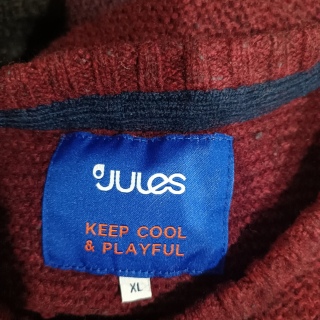 JULES
KEEP COOL
& PLAYFUL
XL